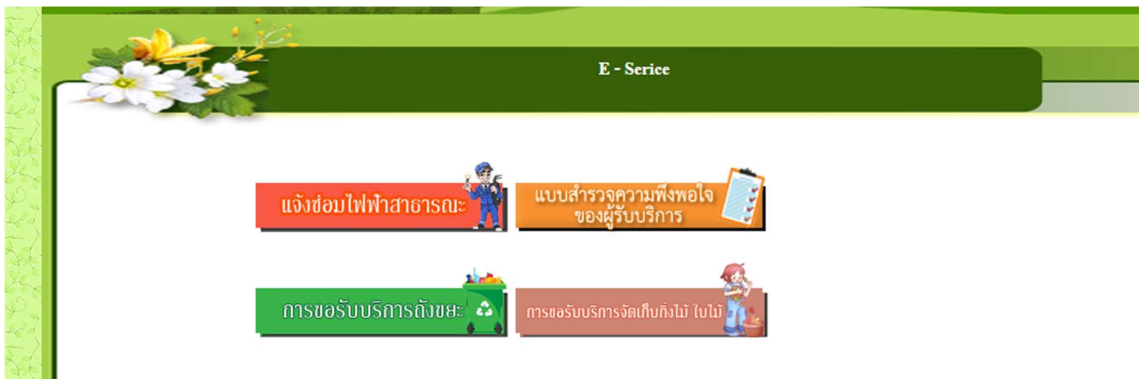 E - Serice
แจ้งซ่อมไฟฟ้าสาธารณะ
แบบสำรวจความพึงพอใจ
ของผู้รับบริการ
การขอรับบริการถังขยะ
การขอรับบริการจัดเก็บกิ่งไม้ ใบไม้